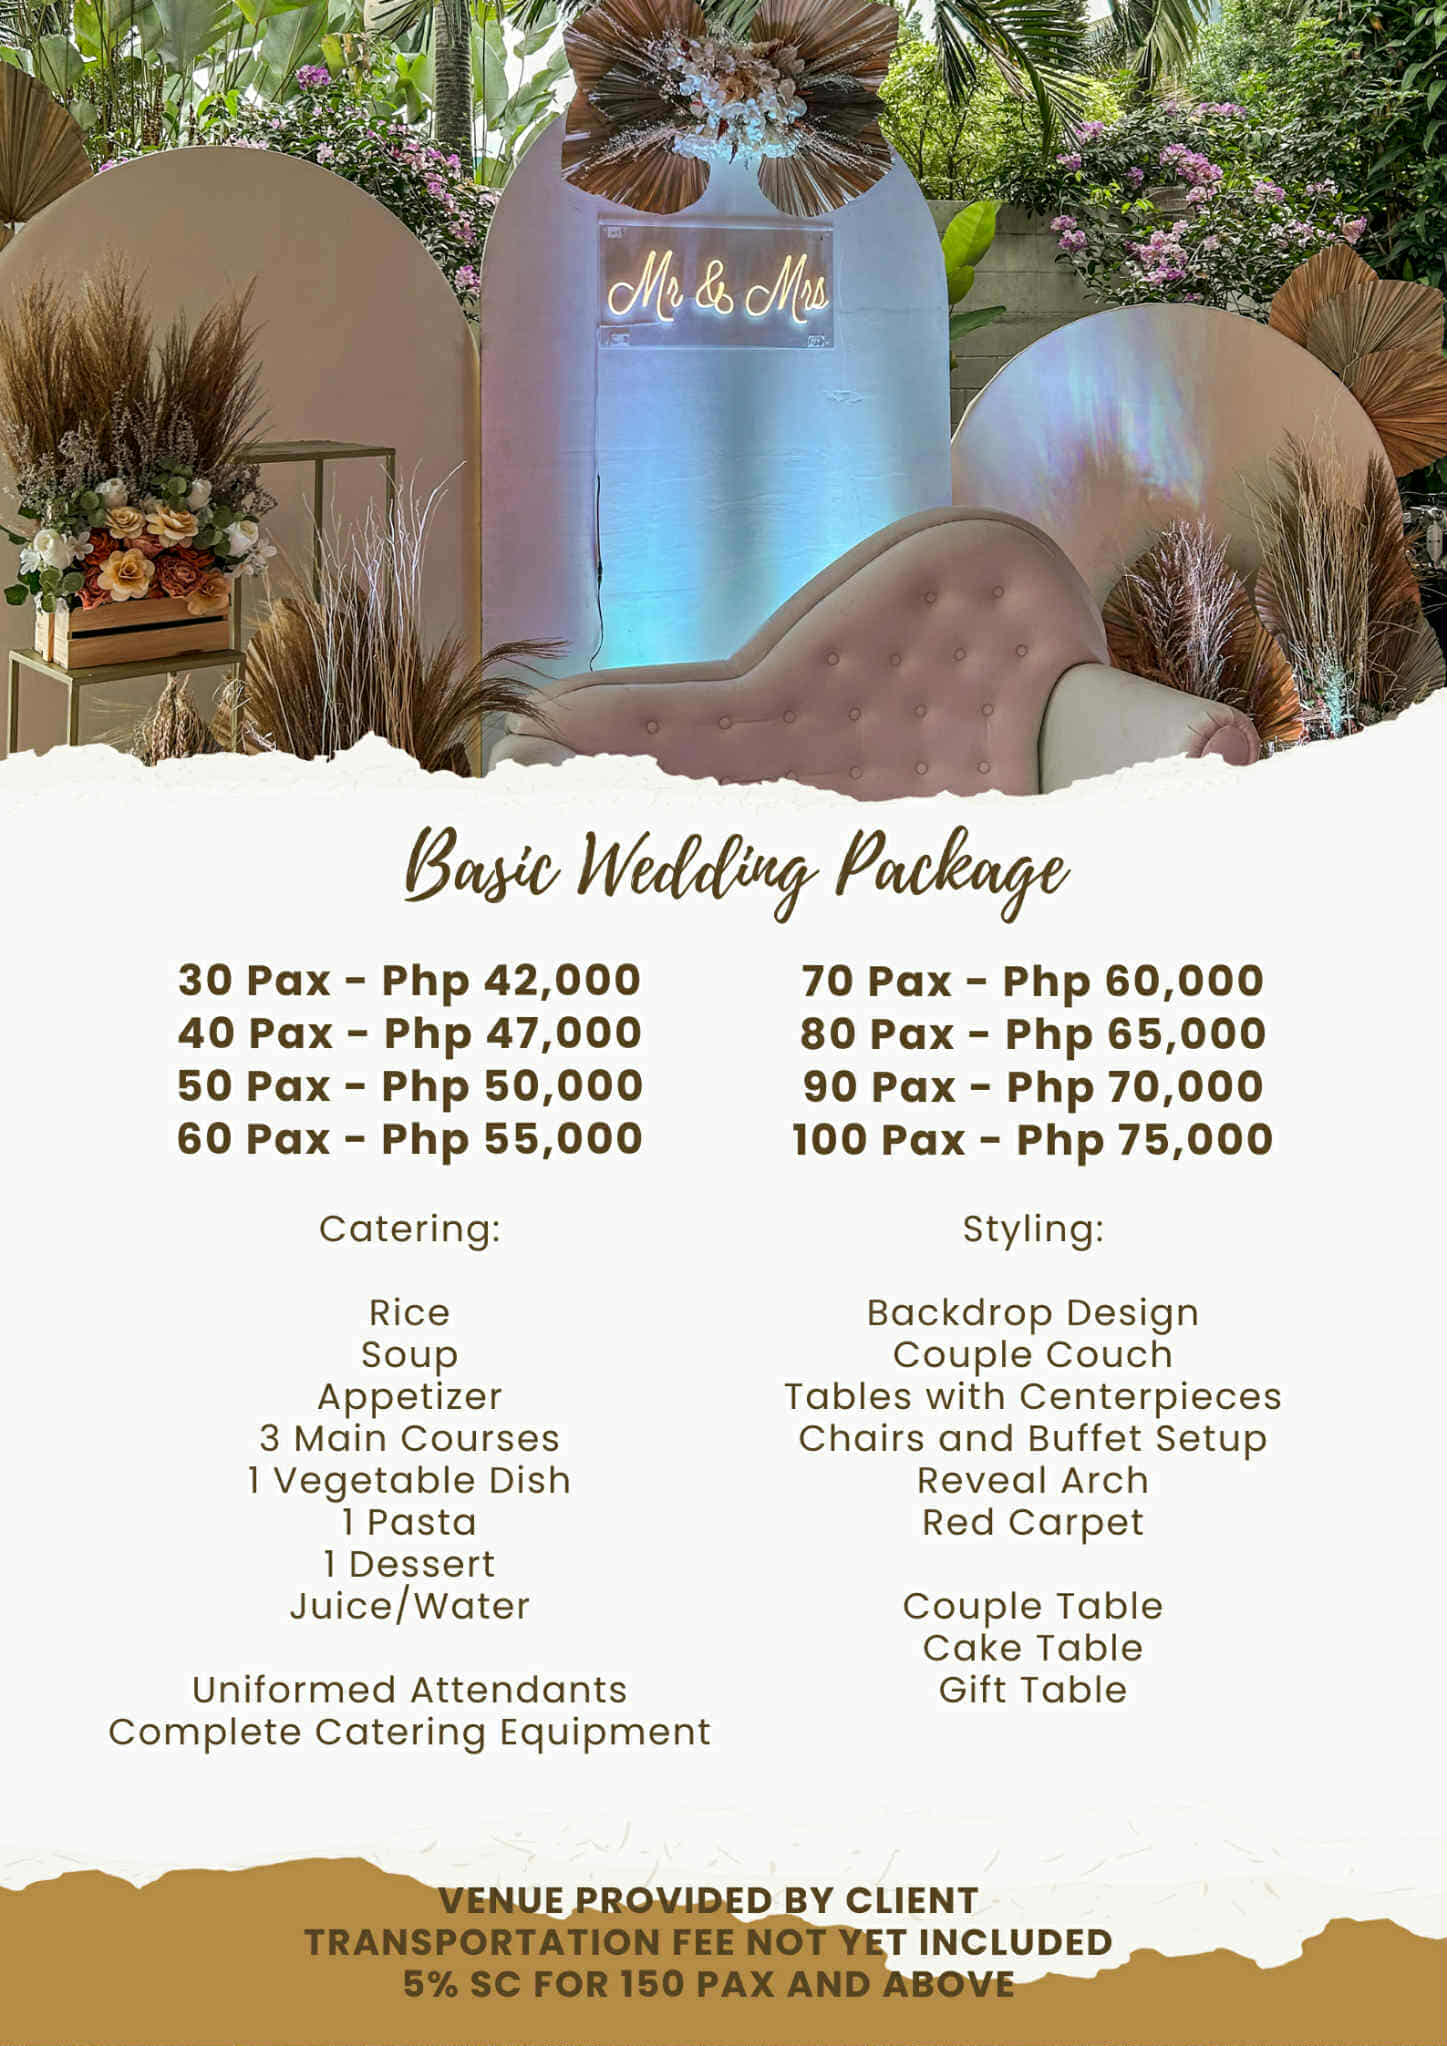 Mr & Mrs
Basic Wedding Package
30 Pax - Php 42,000
40 Pax - Php 47,000
50 Pax - Php 50,000
60 Pax - Php 55,000
70 Pax - Php 60,000
80 Pax - Php 65,000
90 Pax - Php 70,000
100 Pax - Php 75,000
Catering:
Rice
Soup
Appetizer
3 Main Courses
1 Vegetable Dish
1 Pasta
1 Dessert
Juice/Water
Uniformed Attendants
Complete Catering Equipment
Styling:
Backdrop Design
Couple Couch
Tables with Centerpieces
Chairs and Buffet Setup
Reveal Arch
Red Carpet
Couple Table
Cake Table
Gift Table
VENUE PROVIDED BY CLIENT
TRANSPORTATION FEE NOT YET INCLUDED
5% SC FOR 150 PAX AND ABOVE